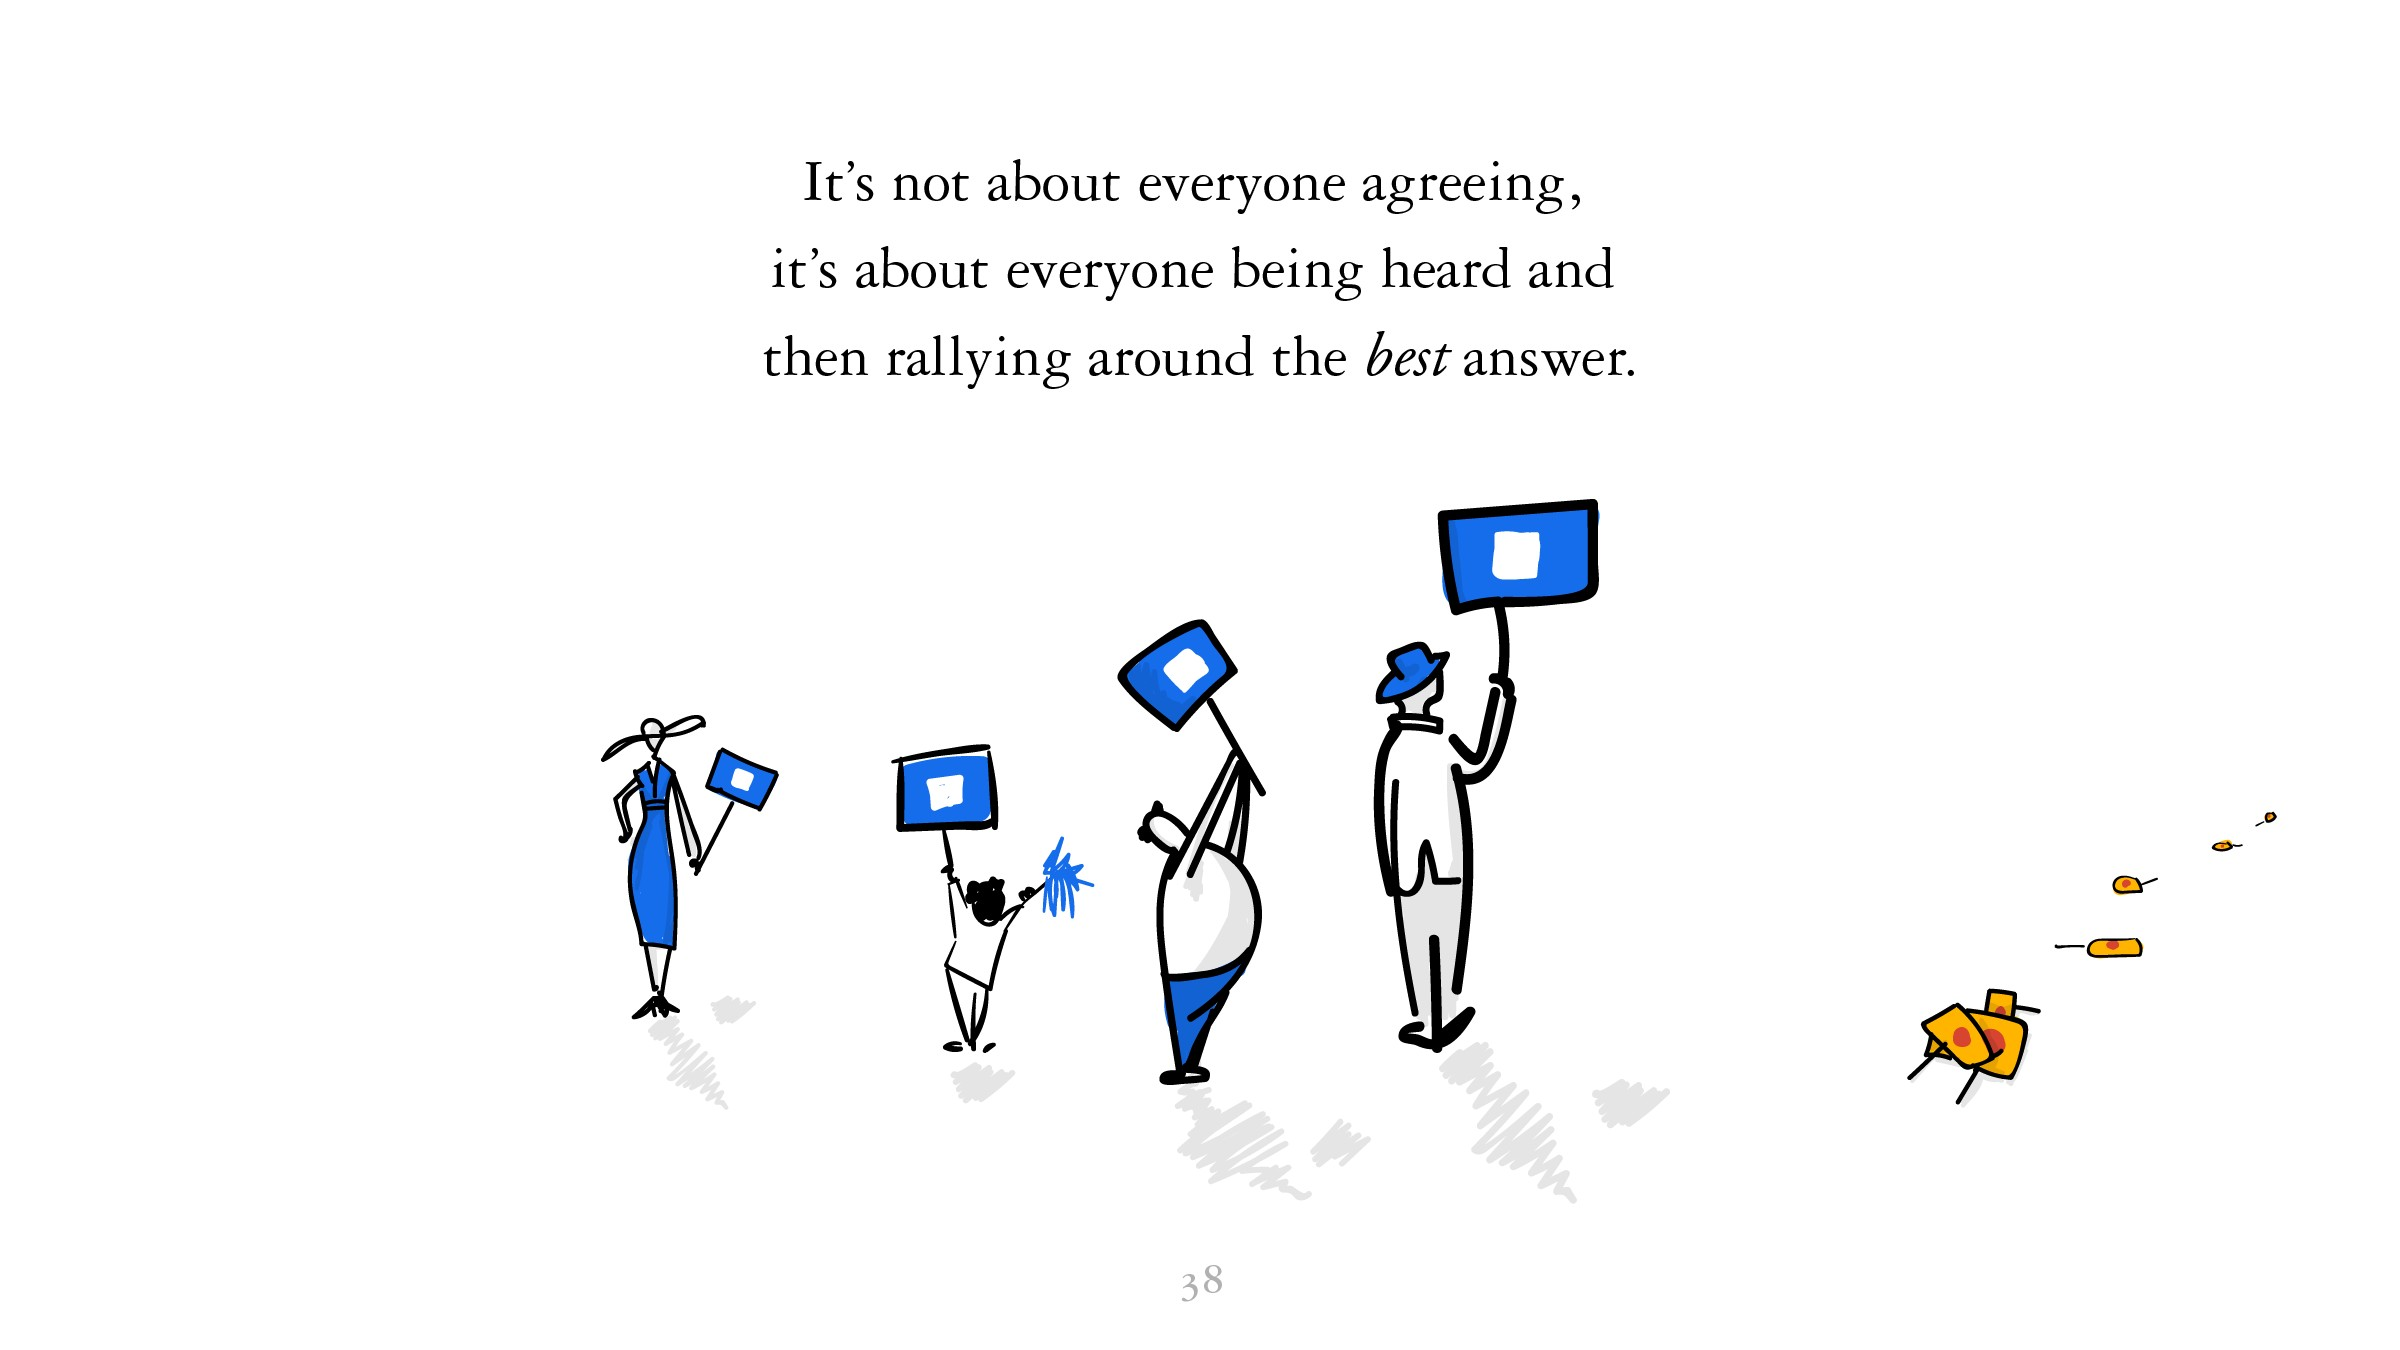 It’s not about everyone agreeing,
it’s about everyone being heard and
then rallying around the best answer.
38